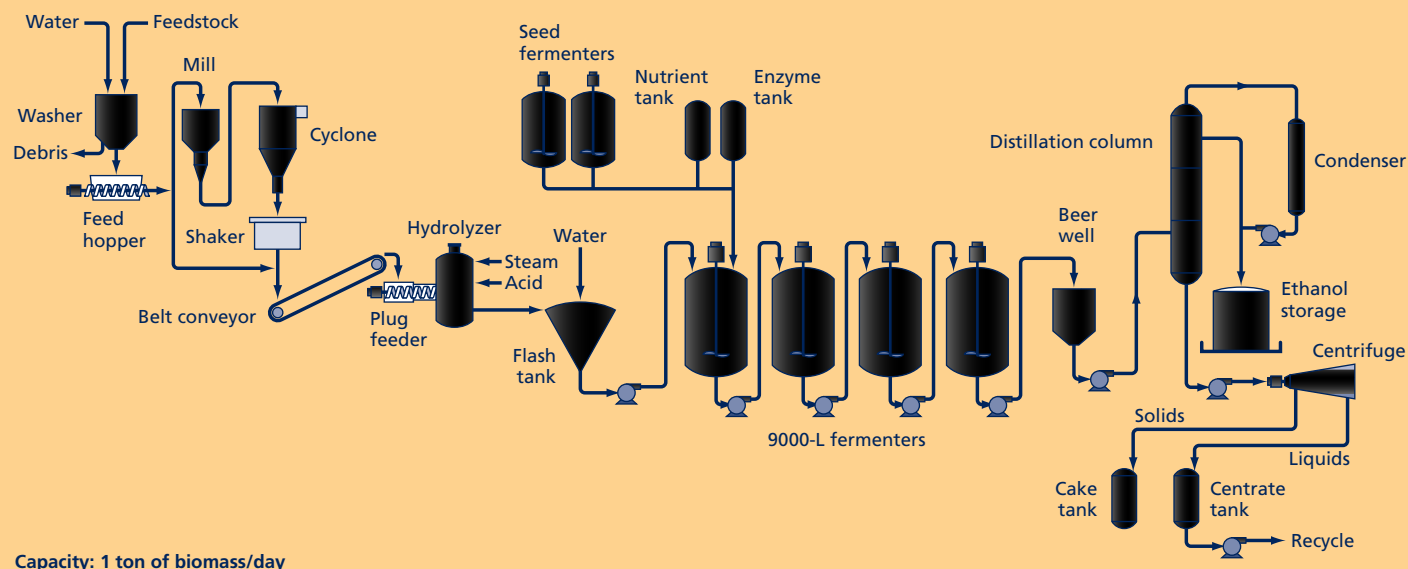 Water
Feedstock
Mill
Washer
Debris
Cyclone
Feed
hopper
Shaker
Belt conveyor
Seed
fermenters
Nutrient
tank
Enzyme
tank
Hydrolyzer
Steam
Acid
Plug
feeder
Water
Flash
tank
9000-L fermenters
Beer
well
Distillation column
Condenser
Ethanol
storage
Centrifuge
Solids
Liquids
Cake
tank
Centrate
tank
Recycle
Capacity: 1 ton of biomass/day